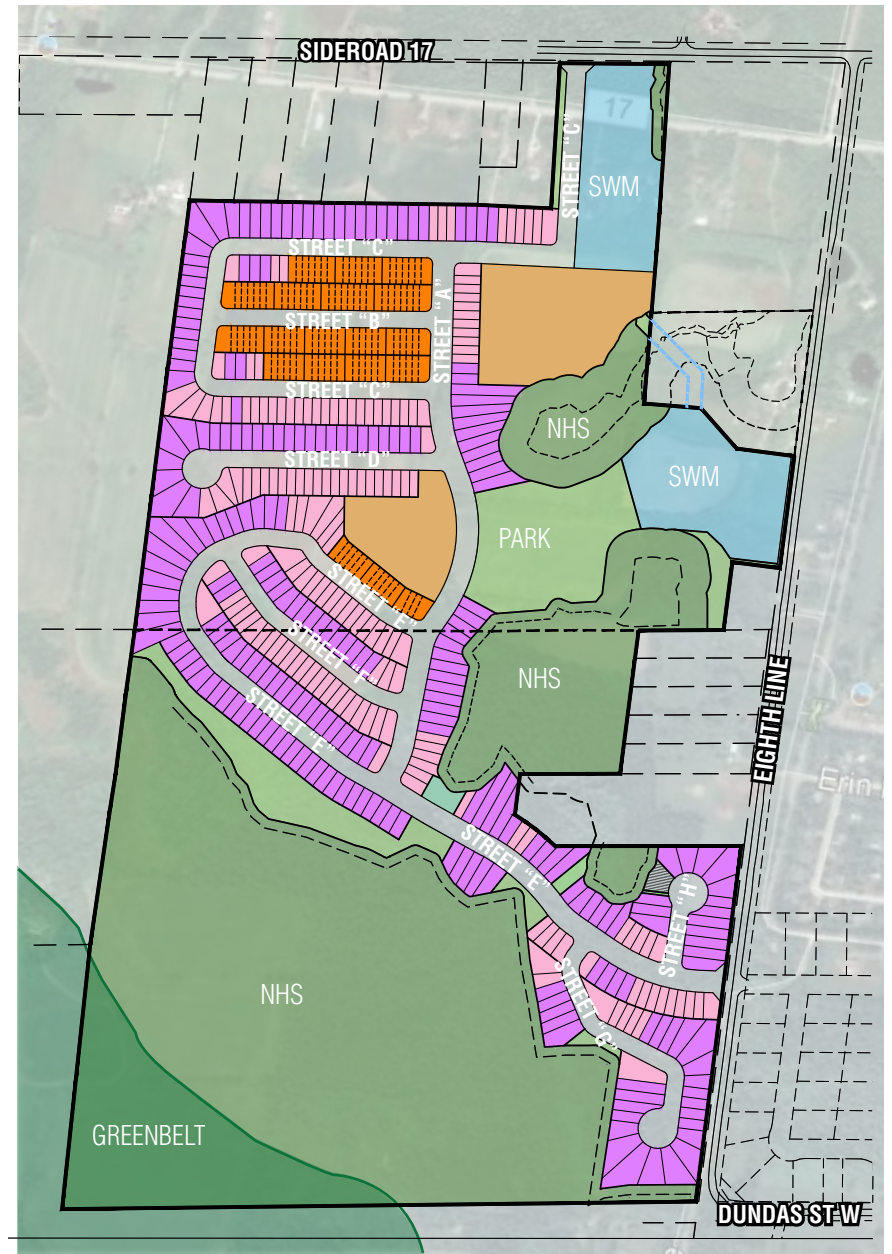 SIDEROAD 17
17
STREET "C"
SWM
STREET "C"
STREET "A"
STREET "B"
STREET "C"
NHS
STREET "D"
SWM
PARK
STREET "E"
STREET "F"
NHS
STREET "E"
EIGHTH LINE
Erin
STREET "E"
STREET "H"
STREET "G"
NHS
GREENBELT
DUNDAS ST W